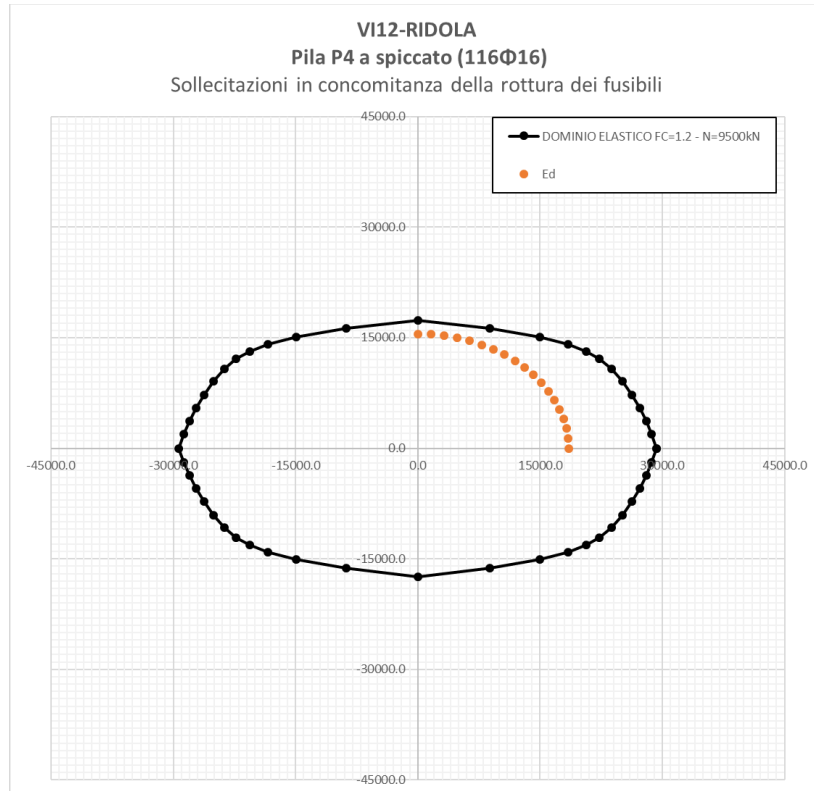 VI12-RIDOLA
Pila P4 a spiccato (116Φ16)
Sollecitazioni in concomitanza della rottura dei fusibili
45000.0
DOMINIO ELASTICO FC=1.2 - N=9500kN
Ed
30000.0
15000.0
0.0
-45000.0 -30000.0 -15000.0 0.0 15000.0 30000.0 45000.0
-15000.0
-30000.0
-45000.0